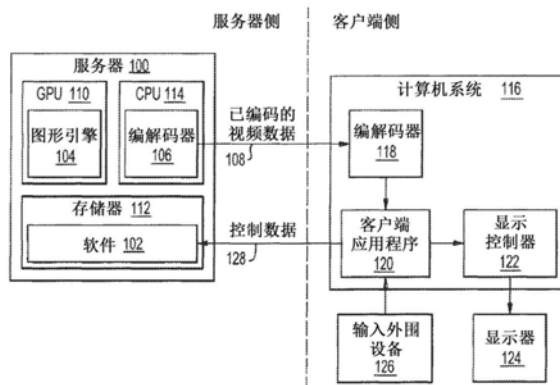 服务器侧
客户端侧
服务器 100
GPU 110
图形引擎
104
CPU 114
编解码器
106
存储器 112
软件 102
已编码的
视频数据
108
控制数据
128
计算机系统 116
编解码器
118
客户端
应用程序
120
显示
控制器
122
输入外围
设备
126
显示器
124